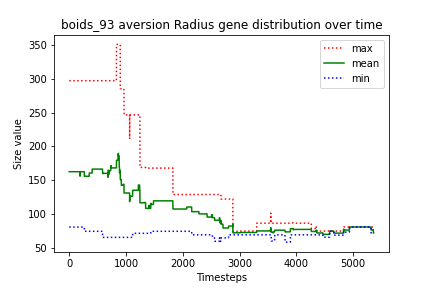 boids_93 aversion Radius gene distribution over time
350
300
250
200
150
100
50
Size value
max
mean
min
0
1000
2000
3000
4000
5000
Timesteps